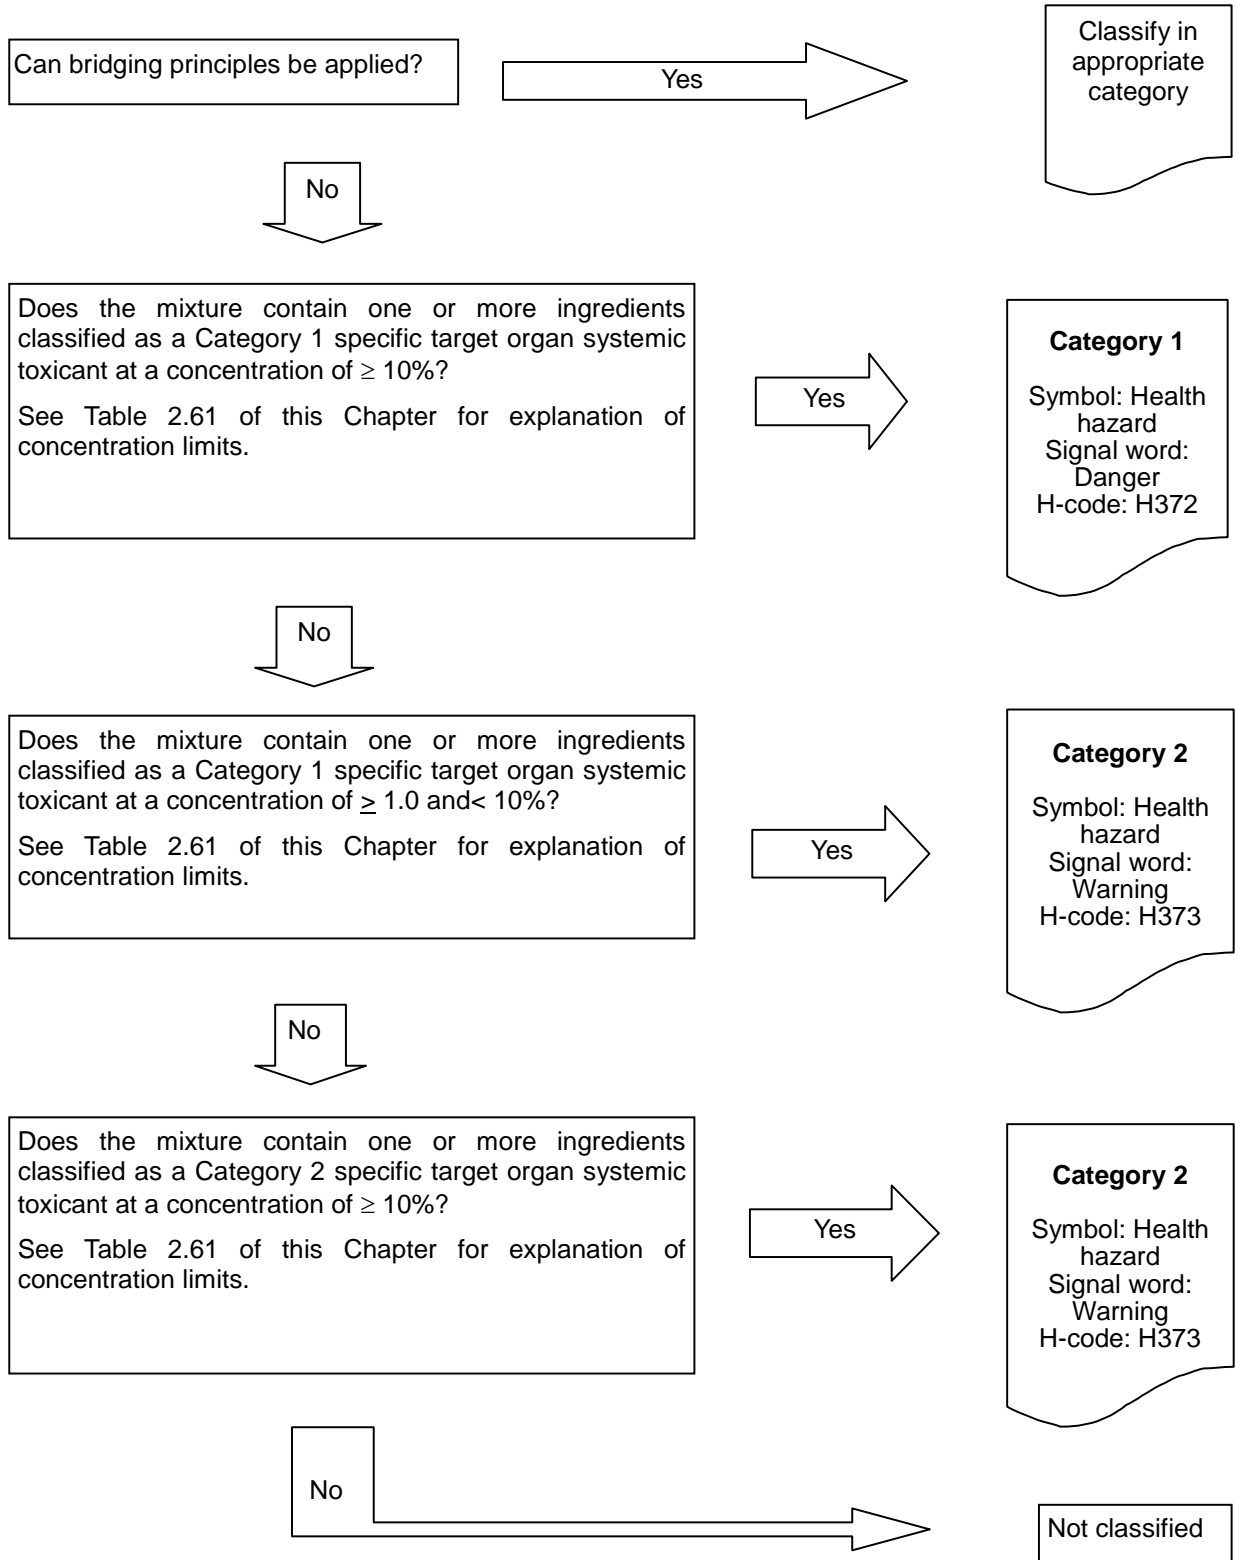 Can bridging principles be applied?
Yes
Classify in
appropriate
category
No
Does the mixture contain one or more ingredients
classified as a Category 1 specific target organ systemic
toxicant at a concentration of ≥ 10%?
See Table 2.61 of this Chapter for explanation of
concentration limits.
Yes
Category 1
Symbol: Health
hazard
Signal word:
Danger
H-code: H372
No
Does the mixture contain one or more ingredients
classified as a Category 1 specific target organ systemic
toxicant at a concentration of ≥ 1.0 and< 10%?
See Table 2.61 of this Chapter for explanation of
concentration limits.
Yes
Category 2
Symbol: Health
hazard
Signal word:
Warning
H-code: H373
No
Does the mixture contain one or more ingredients
classified as a Category 2 specific target organ systemic
toxicant at a concentration of ≥ 10%?
See Table 2.61 of this Chapter for explanation of
concentration limits.
Yes
Category 2
Symbol: Health
hazard
Signal word:
Warning
H-code: H373
No
Not classified